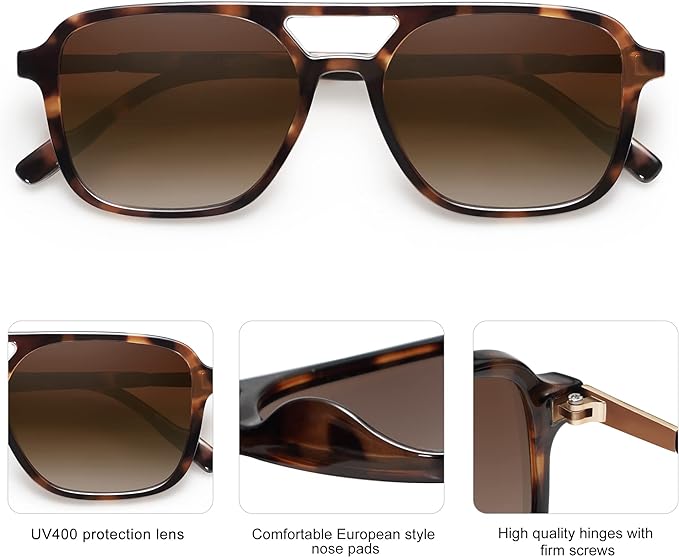 UV400 protection lens
Comfortable European style
nose pads
High quality hinges with
firm screws